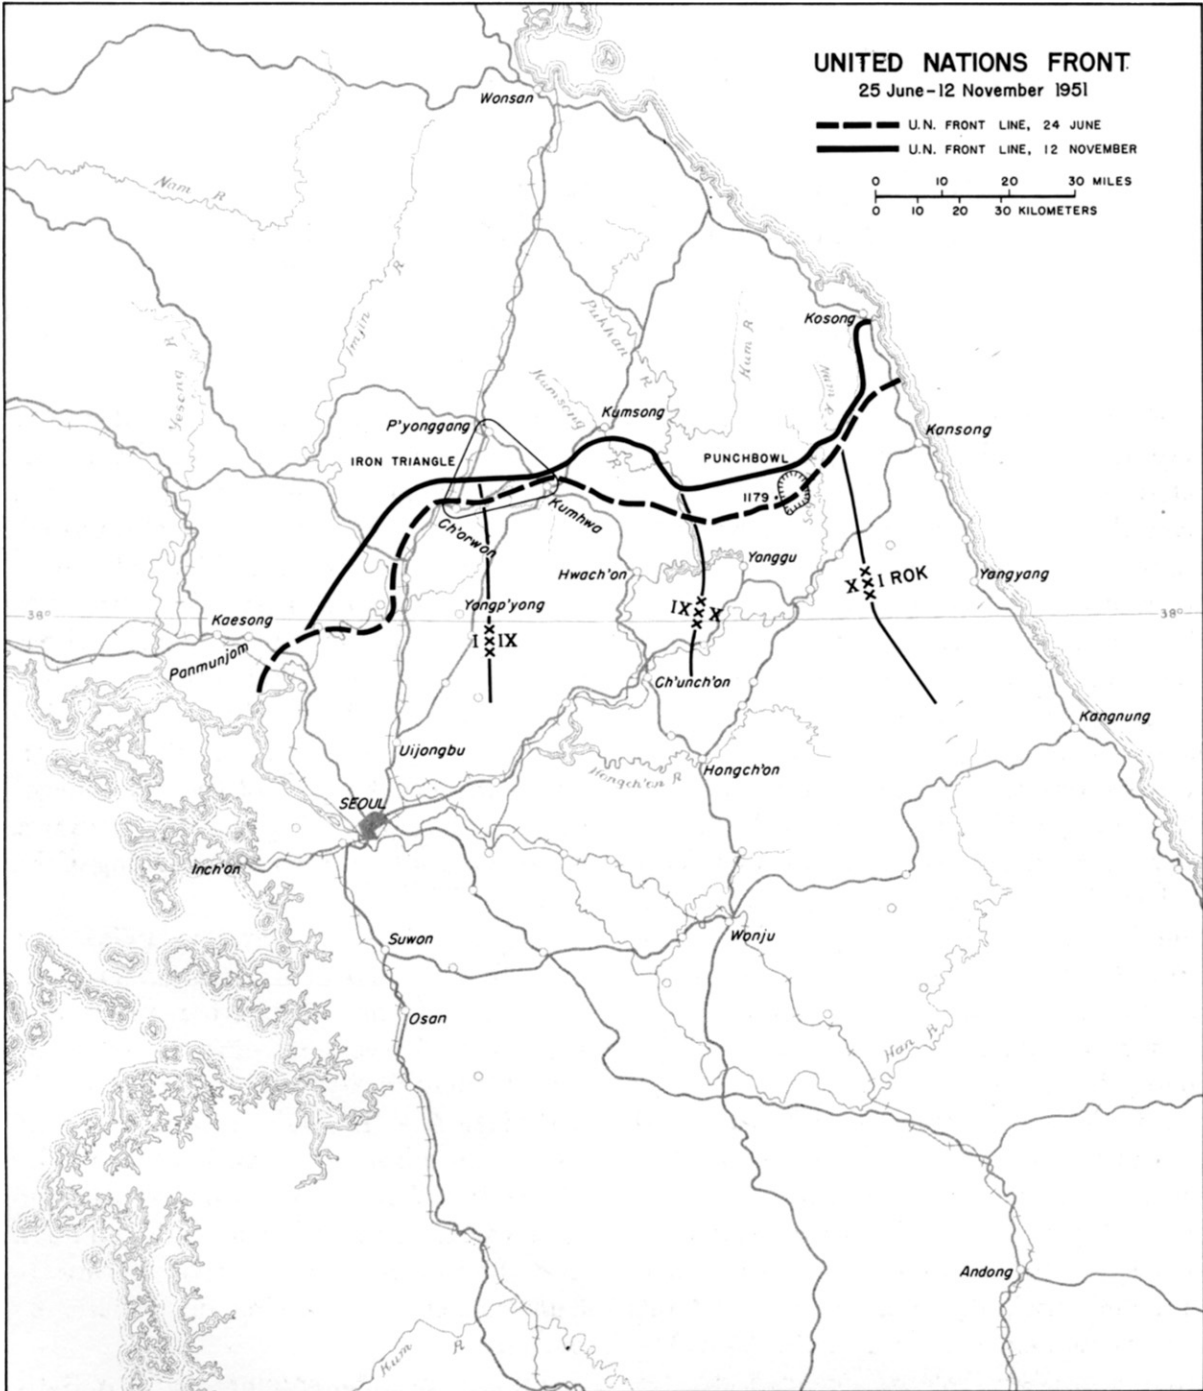 UNITED NATIONS FRONT
25 June-12 November 1951
U.N. FRONT LINE, 24 JUNE
U.N. FRONT LINE, 12 NOVEMBER
0 10 20 30 MILES
0 10 20 30 KILOMETERS
Wonsan
Nam R
Imjin R
Yesong R
Pukhan R
Kum R
Nam R
Kosong
Kumsong R
Kumsong
P'yonggang
Kansong
IRON TRIANGLE
PUNCHBOWL
1179
Ch'orwon
Kumhwa
Hwach'on
Yanggu
X I ROK
Yangyang
38°
Kaesong
Yongp'yong
IX X
38°
I IX
Panmunjom
Ch'unch'on
Kangnung
Uijongbu
Hongch'on R
Hongch'on
SEOUL
Inch'on
Suwon
Wonju
Osan
Han R
Andong
Kum R